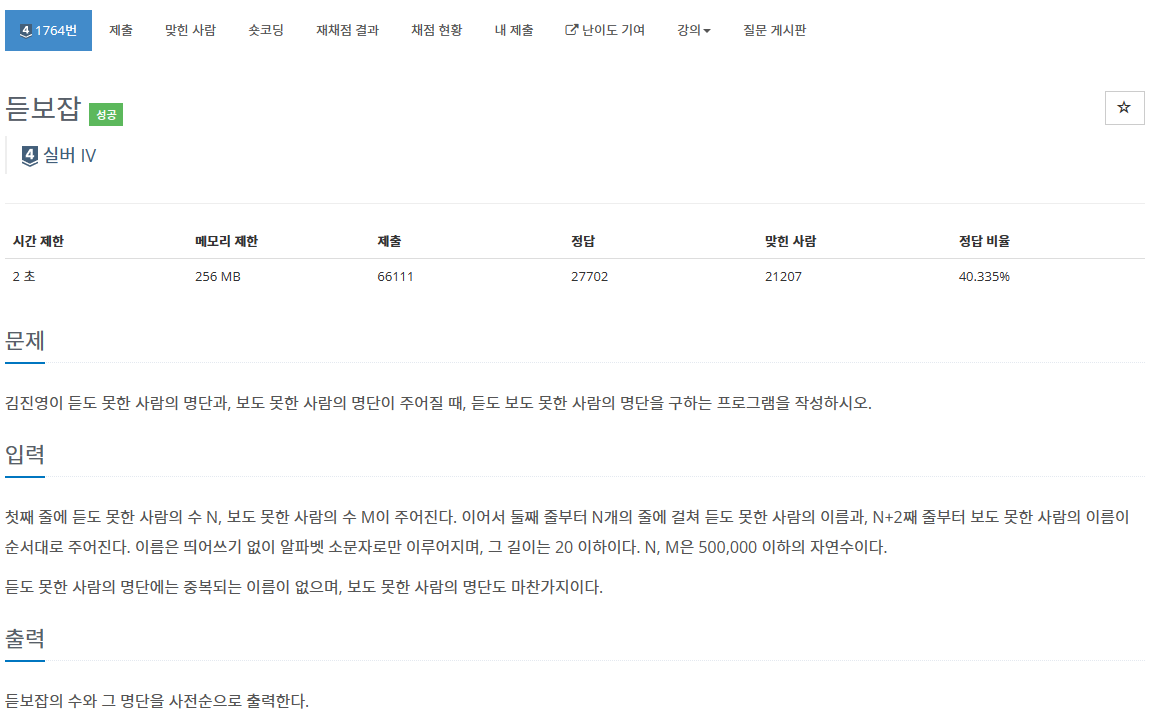 4 1764번 제출 맞힌 사람 숏코딩 재채점 결과 채점 현황 내 제출 난이도 기여 강의 질문 게시판
듣보잡 성공
4 실버 IV
시간 제한 메모리 제한 제출 정답 맞힌 사람 정답 비율
2 초 256 MB 66111 27702 21207 40.335%
문제
김진영이 듣도 못한 사람의 명단과, 보도 못한 사람의 명단이 주어질 때, 듣도 보도 못한 사람의 명단을 구하는 프로그램을 작성하시오.
입력
첫째 줄에 듣도 못한 사람의 수 N, 보도 못한 사람의 수 M이 주어진다. 이어서 둘째 줄부터 N개의 줄에 걸쳐 듣도 못한 사람의 이름과, N+2째 줄부터 보도 못한 사람의 이름이
순서대로 주어진다. 이름은 띄어쓰기 없이 알파벳 소문자로만 이루어지며, 그 길이는 20 이하이다. N, M은 500,000 이하의 자연수이다.
듣도 못한 사람의 명단에는 중복되는 이름이 없으며, 보도 못한 사람의 명단도 마찬가지이다.
출력
듣보잡의 수와 그 명단을 사전순으로 출력한다.